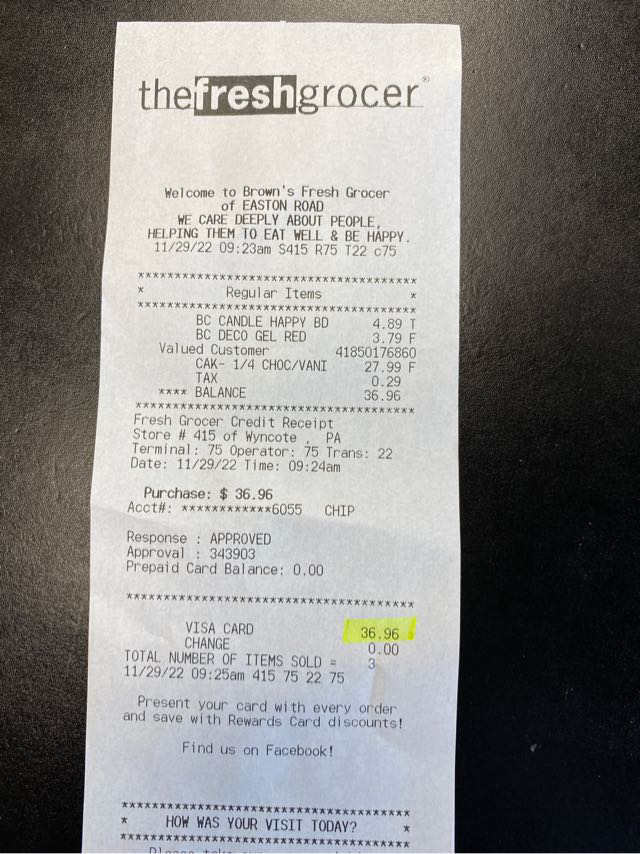 thefreshgrocer®
Welcome to Brown's Fresh Grocer
of EASTON ROAD
WE CARE DEEPLY ABOUT PEOPLE,
HELPING THEM TO EAT WELL & BE HAPPY.
11/29/22 09:23am S415 R75 T22 c75
****************************************
* Regular Items *
****************************************
BC CANDLE HAPPY BD 4.89 T
BC DECO GEL RED 3.79 F
Valued Customer 41850176860
CAK- 1/4 CHOC/VANI 27.99 F
TAX 0.29
**** BALANCE 36.96
****************************************
Fresh Grocer Credit Receipt
Store # 415 of Wyncote , PA
Terminal: 75 Operator: 75 Trans: 22
Date: 11/29/22 Time: 09:24am
Purchase: $ 36.96
Acct#: ************6055 CHIP
Response : APPROVED
Approval : 343903
Prepaid Card Balance: 0.00
****************************************
VISA CARD 36.96
CHANGE 0.00
TOTAL NUMBER OF ITEMS SOLD = 3
11/29/22 09:25am 415 75 22 75
Present your card with every order
and save with Rewards Card discounts!
Find us on Facebook!
****************************************
* HOW WAS YOUR VISIT TODAY? *
****************************************